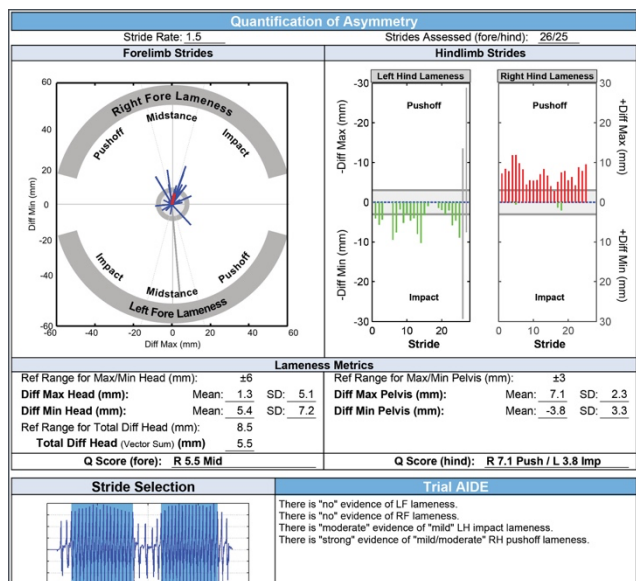 Quantification of Asymmetry
Stride Rate: 1.5 Strides Assessed (fore/hind): 26/25
Forelimb Strides
60
40
20
0
-20
-40
-60
Diff Min (mm)
Right Fore Lameness
Pushoff
Midstance
Impact
Impact
Midstance
Pushoff
Left Fore Lameness
-60 -40 -20 0 20 40 60
Diff Max (mm)
Hindlimb Strides
Left Hind Lameness Right Hind Lameness
-30
-20
-10
0
-10
-20
-30
-Diff Max (mm)
-Diff Min (mm)
Pushoff
Impact
0 10 20
Stride
Pushoff
Impact
0 10 20
Stride
30
20
10
0
10
20
30
+Diff Max (mm)
+Diff Min (mm)
Lameness Metrics
Ref Range for Max/Min Head (mm): ±6
Diff Max Head (mm): Mean: 1.3 SD: 5.1
Diff Min Head (mm): Mean: 5.4 SD: 7.2
Ref Range for Total Diff Head (mm): 8.5
Total Diff Head (Vector Sum) (mm) 5.5
Q Score (fore): R 5.5 Mid
Ref Range for Max/Min Pelvis (mm): ±3
Diff Max Pelvis (mm): Mean: 7.1 SD: 2.3
Diff Min Pelvis (mm): Mean: -3.8 SD: 3.3
Q Score (hind): R 7.1 Push / L 3.8 Imp
Stride Selection
Trial AIDE
There is "no" evidence of LF lameness.
There is "no" evidence of RF lameness.
There is "moderate" evidence of "mild" LH impact lameness.
There is "strong" evidence of "mild/moderate" RH pushoff lameness.